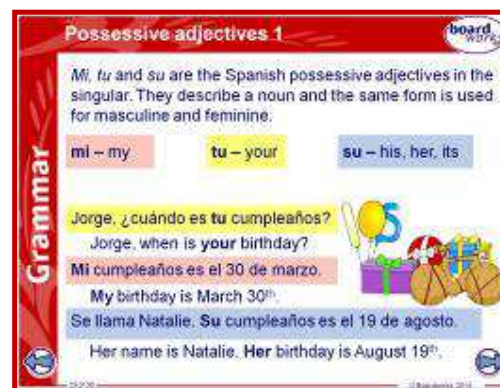 Possessive adjectives 1
board
works
Mi, tu and su are the Spanish possessive adjectives in the
singular. They describe a noun and the same form is used
for masculine and feminine.
mi – my
tu – your
su – his, her, its
Grammar
Jorge, ¿cuándo es tu cumpleaños?
Jorge, when is your birthday?
Mi cumpleaños es el 30 de marzo.
My birthday is March 30th.
Se llama Natalie. Su cumpleaños es el 19 de agosto.
Her name is Natalie. Her birthday is August 19th.